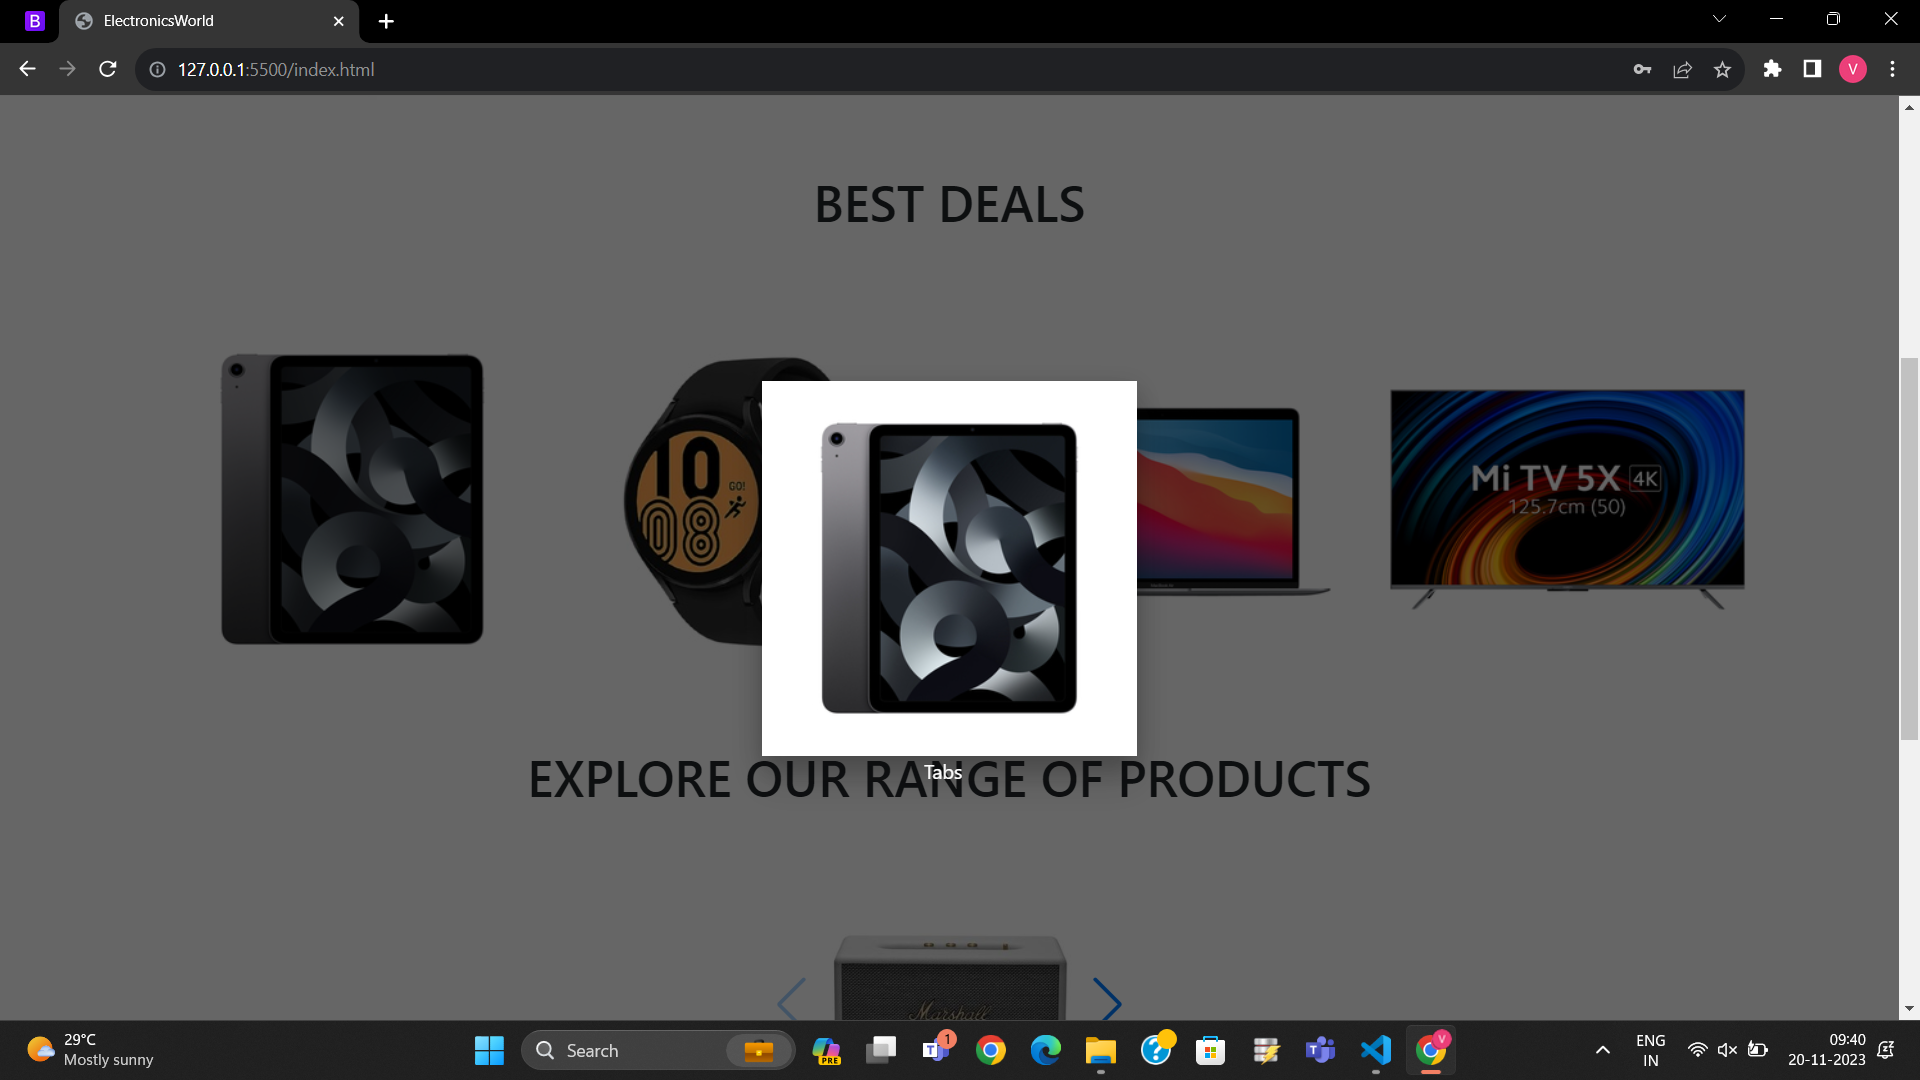 B
ElectronicsWorld
127.0.0.1:5500/index.html
V
BEST DEALS
10
08
GO!
Mi TV 5X 4K
125.7cm (50)
Tabs
EXPLORE OUR RANGE OF PRODUCTS
Marshall
29°C
Mostly sunny
Search
PRE
T
1
?
T
V
ENG
IN
09:40
20-11-2023